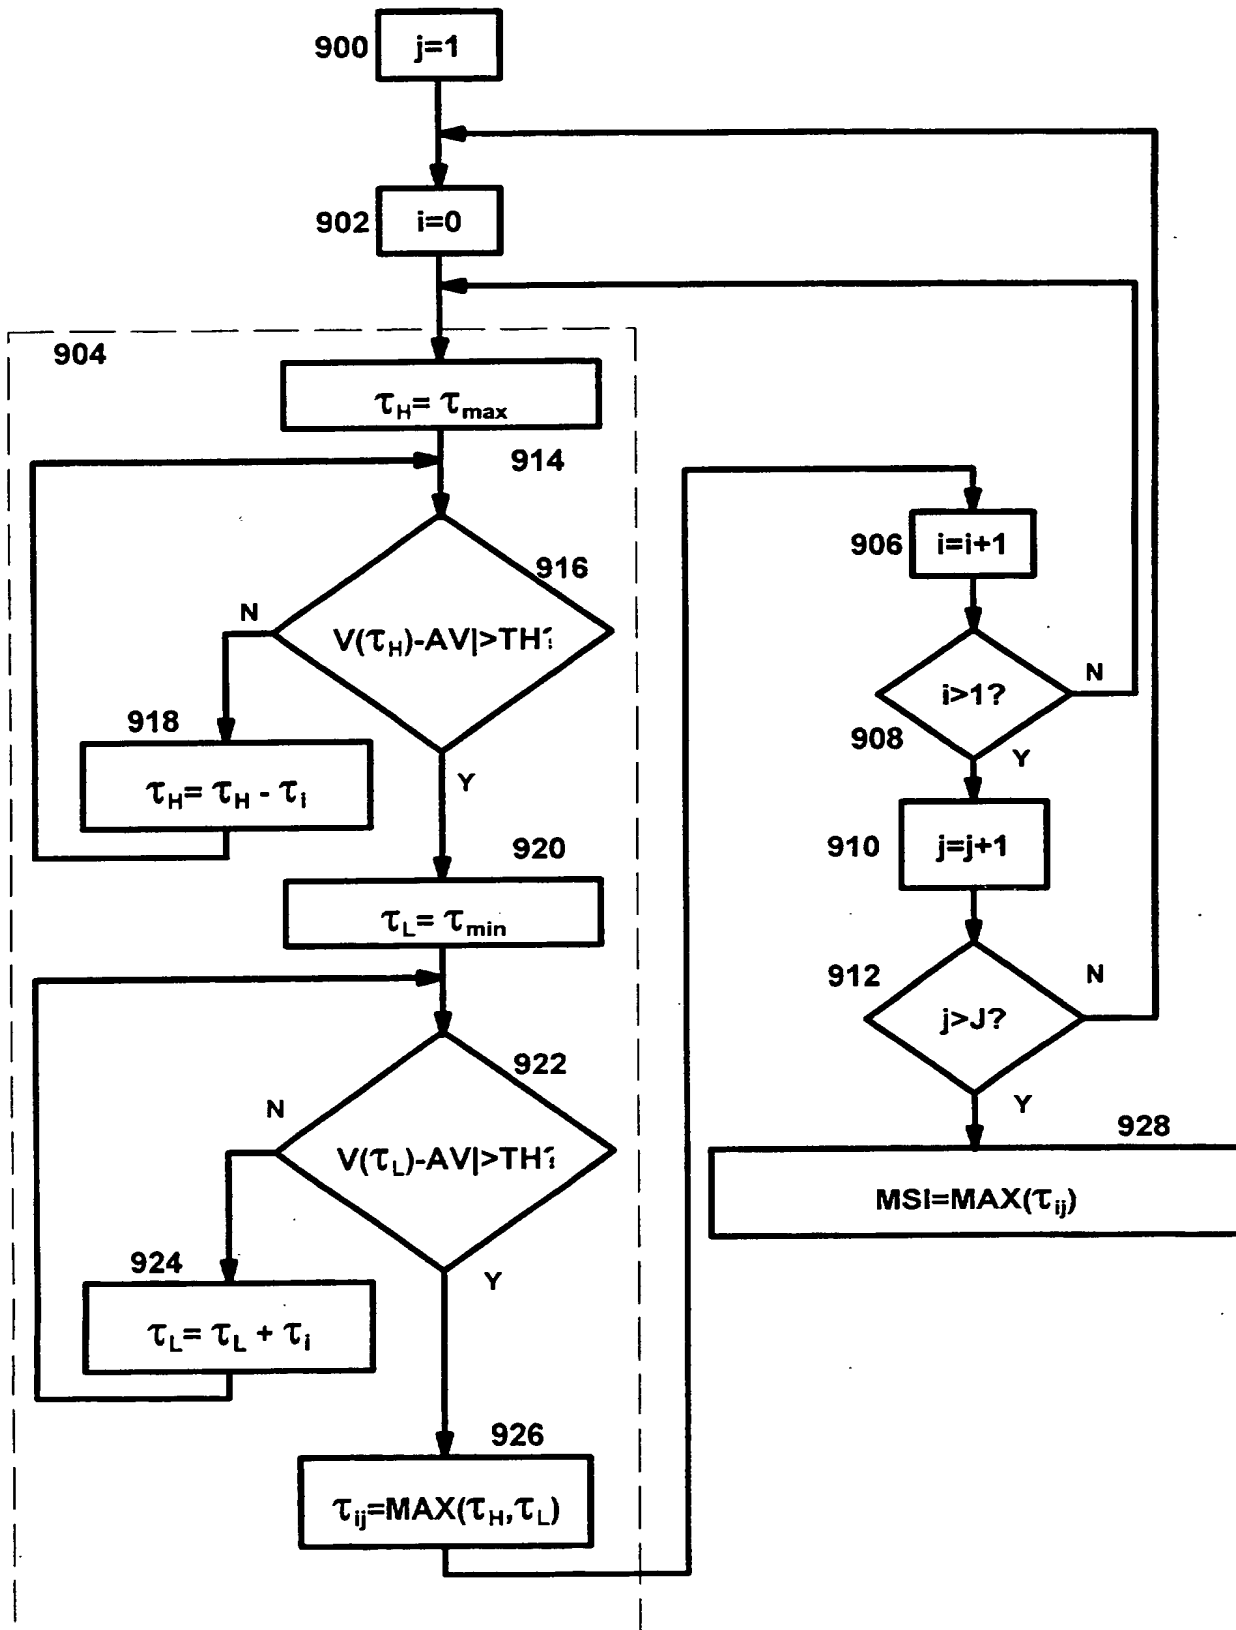 900
j=1
902
i=0
904
τH= τmax
914
916
N
V(τH)-AV|>TH?
918
τH= τH - τi
Y
920
τL= τmin
922
N
V(τL)-AV|>TH?
924
τL= τL + τi
Y
926
τij=MAX(τH,τL)
906
i=i+1
i>1?
N
908
Y
910
j=j+1
912
N
j>J?
Y
928
MSI=MAX(τij)